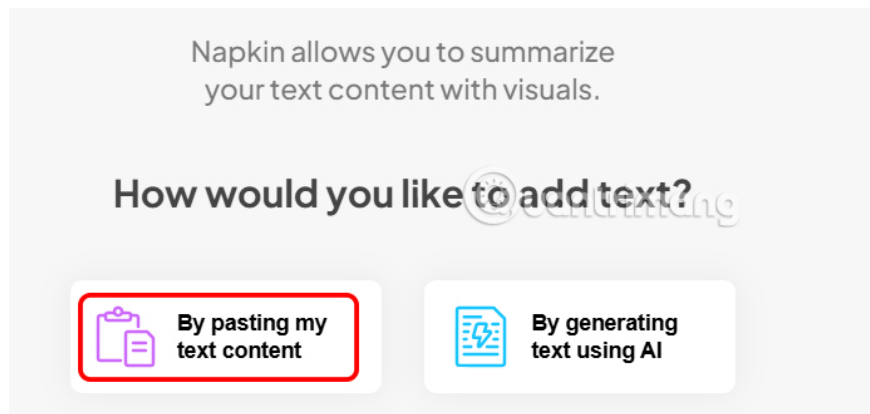 Napkin allows you to summarize
your text content with visuals.
How would you like to add text?
@uantrimang
By pasting my
text content
By generating
text using AI